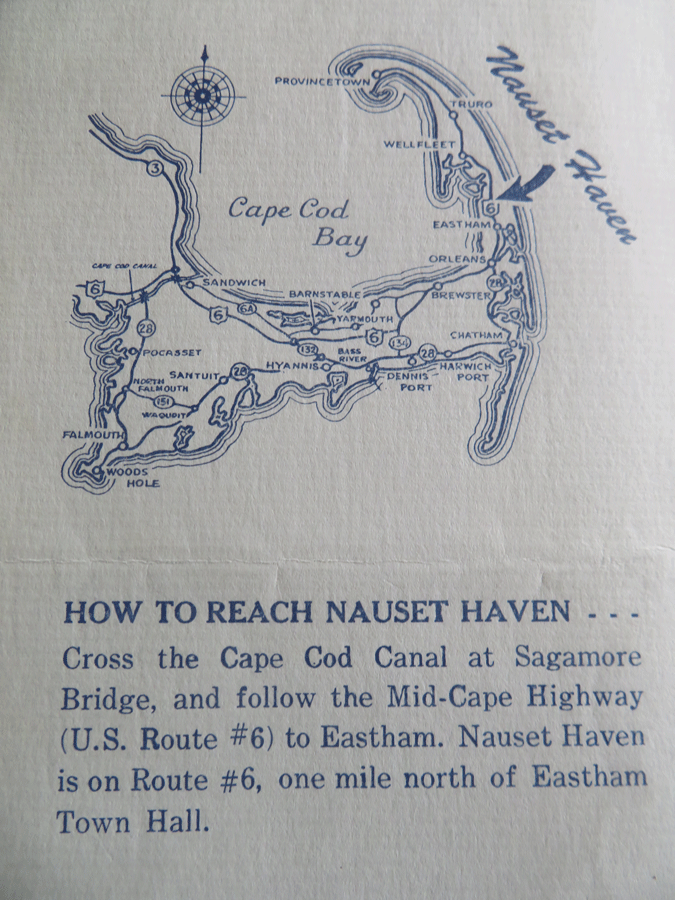 PROVINCETOWN
Nauset Haven
TRURO
WELLFLEET
3
Cape Cod
Bay
6
EASTHAM
ORLEANS
CAPE COD CANAL
6
SANDWICH
28
BARNSTABLE
BREWSTER
6
6A
YARMOUTH
28
6
134
CHATHAM
132
BASS
RIVER
28
POCASSET
SANTUIT
28
HYANNIS
HARWICH
PORT
DENNIS
PORT
NORTH
FALMOUTH
151
WAQUOIT
FALMOUTH
WOODS
HOLE
HOW TO REACH NAUSET HAVEN - - -
Cross the Cape Cod Canal at Sagamore
Bridge, and follow the Mid-Cape Highway
(U.S. Route #6) to Eastham. Nauset Haven
is on Route #6, one mile north of Eastham
Town Hall.